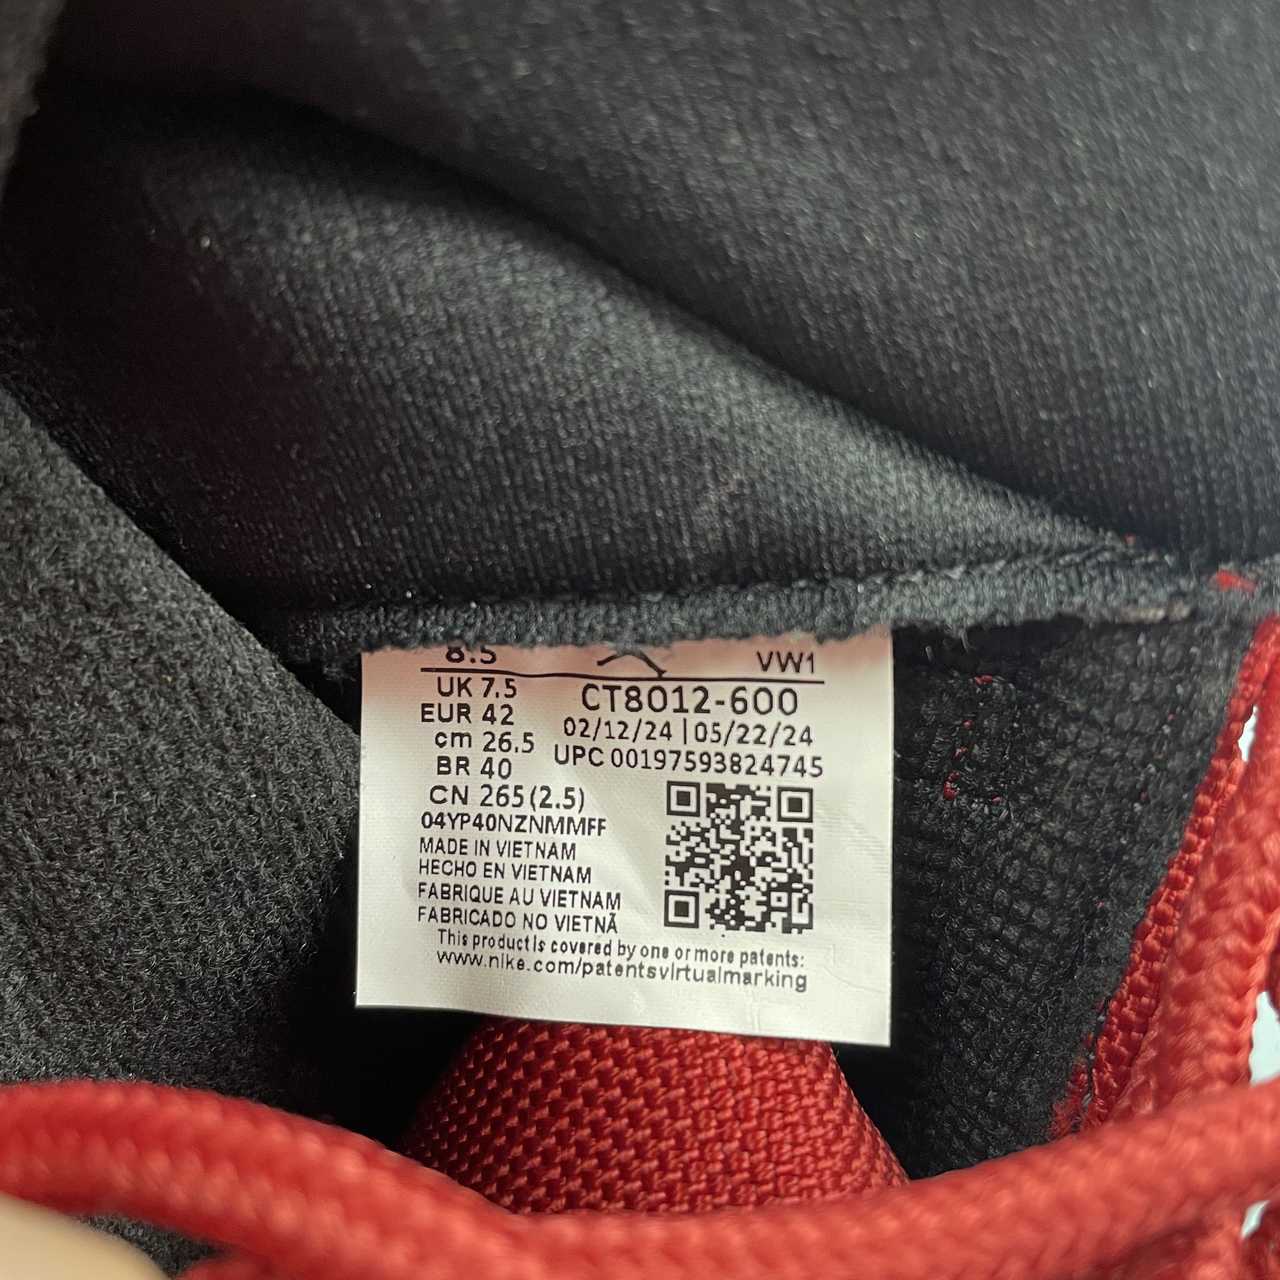 8.5 VW1
UK 7.5 CT8012-600
EUR 42 02/12/24 | 05/22/24
cm 26.5 UPC 00197593824745
BR 40
CN 265 (2.5)
04YP40NZNMMFF
MADE IN VIETNAM
HECHO EN VIETNAM
FABRIQUE AU VIETNAM
FABRICADO NO VIETNÃ
This product is covered by one or more patents:
www.nike.com/patentsvirtualmarking